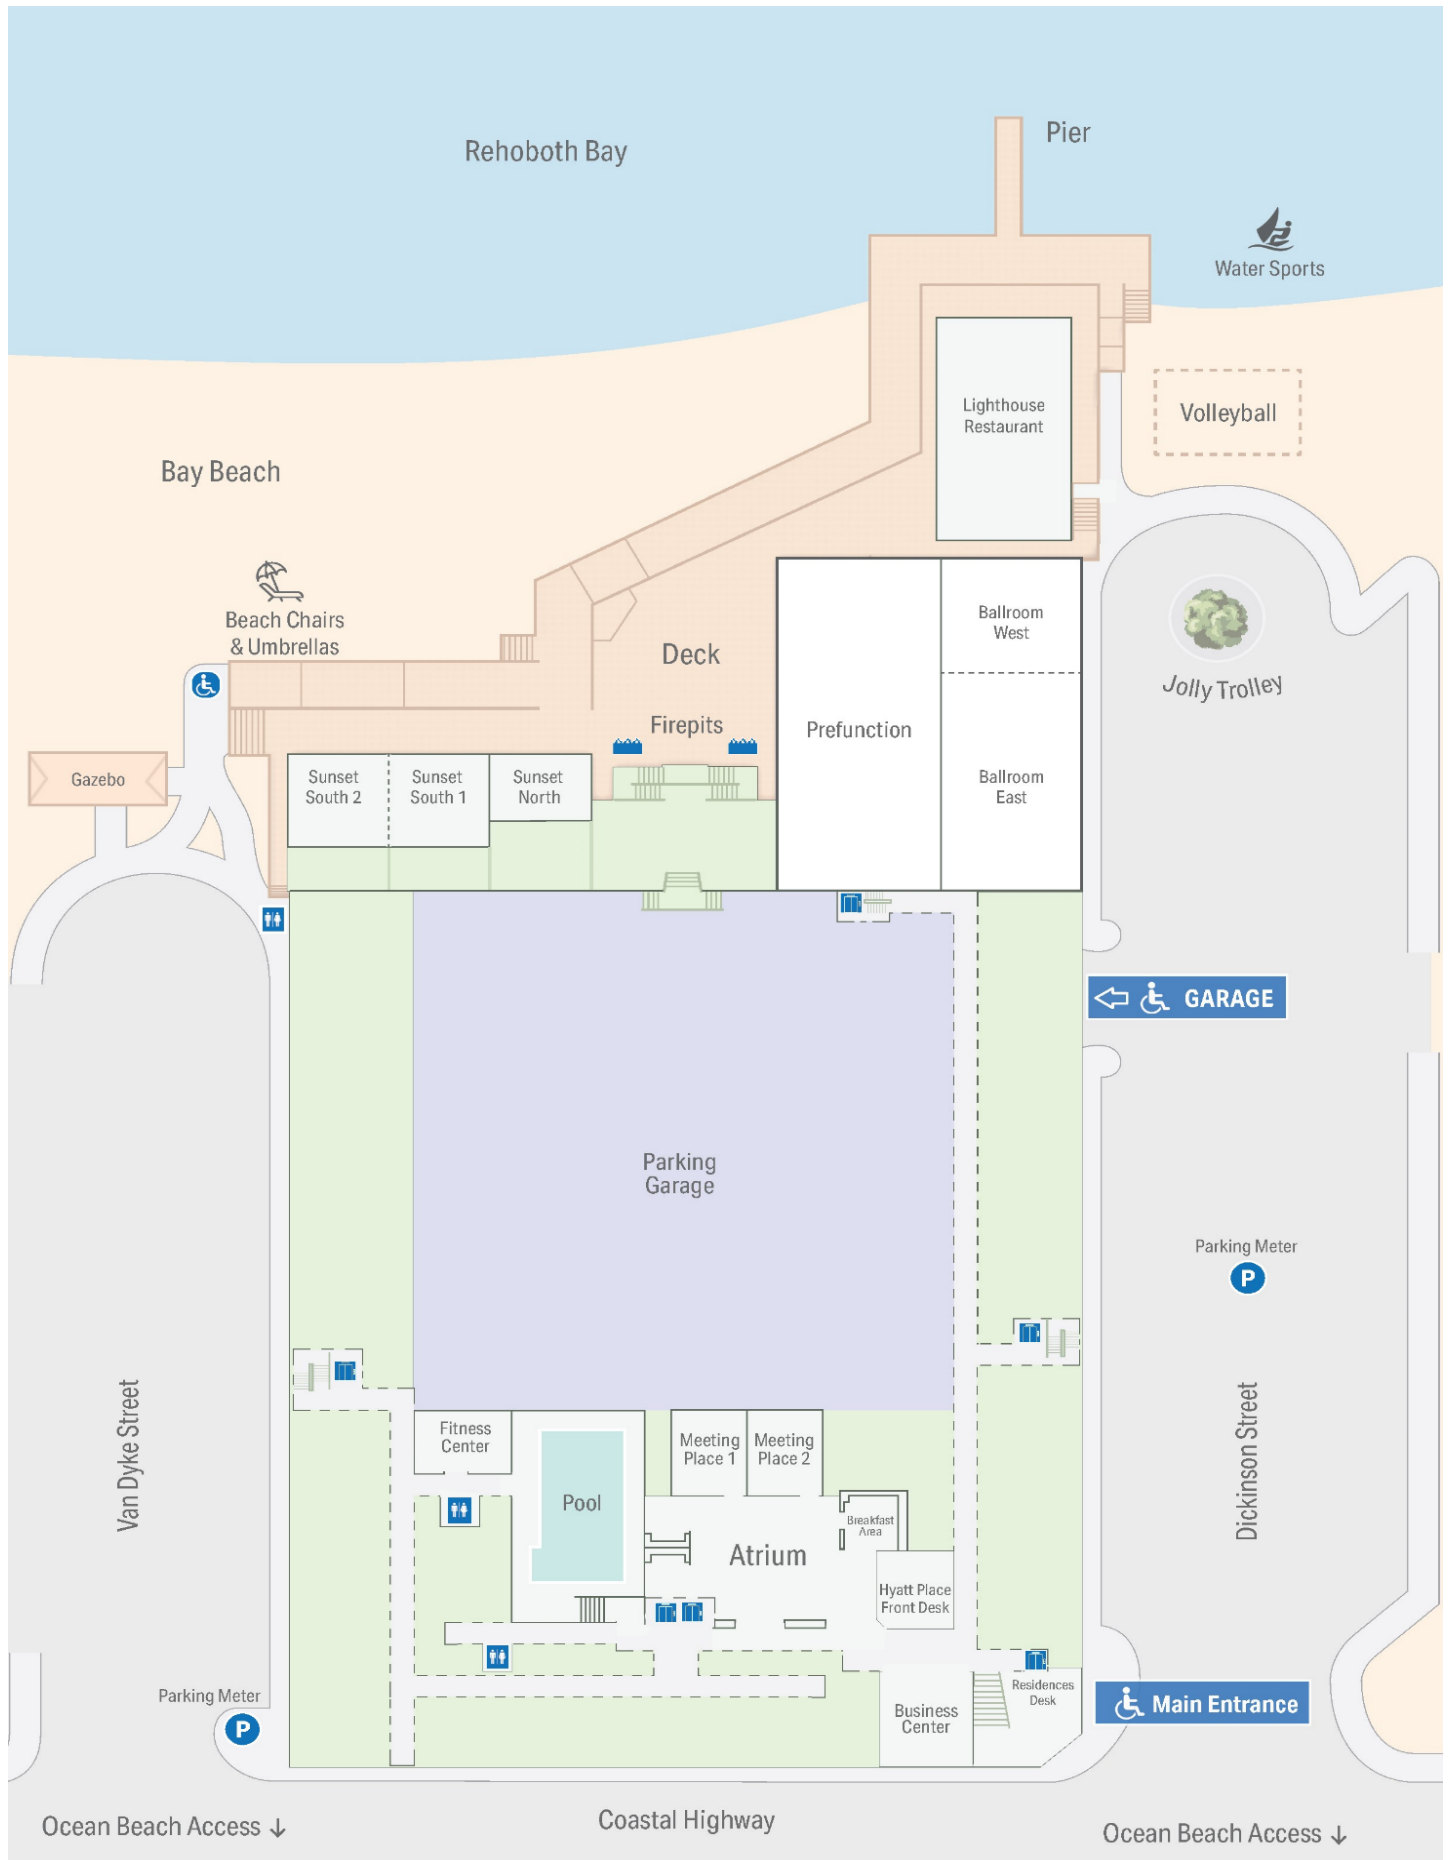 Pier
Rehoboth Bay
Water Sports
Lighthouse
Restaurant
Volleyball
Bay Beach
Beach Chairs
& Umbrellas
Ballroom
West
Deck
Jolly Trolley
Firepits
Prefunction
Gazebo
Sunset
South 2
Sunset
South 1
Sunset
North
Ballroom
East
GARAGE
Parking
Garage
Parking Meter
P
Van Dyke Street
Dickinson Street
Fitness
Center
Meeting
Place 1
Meeting
Place 2
Pool
Breakfast
Area
Atrium
Hyatt Place
Front Desk
Residences
Desk
Parking Meter
P
Business
Center
Main Entrance
Coastal Highway
Ocean Beach Access ↓
Ocean Beach Access ↓